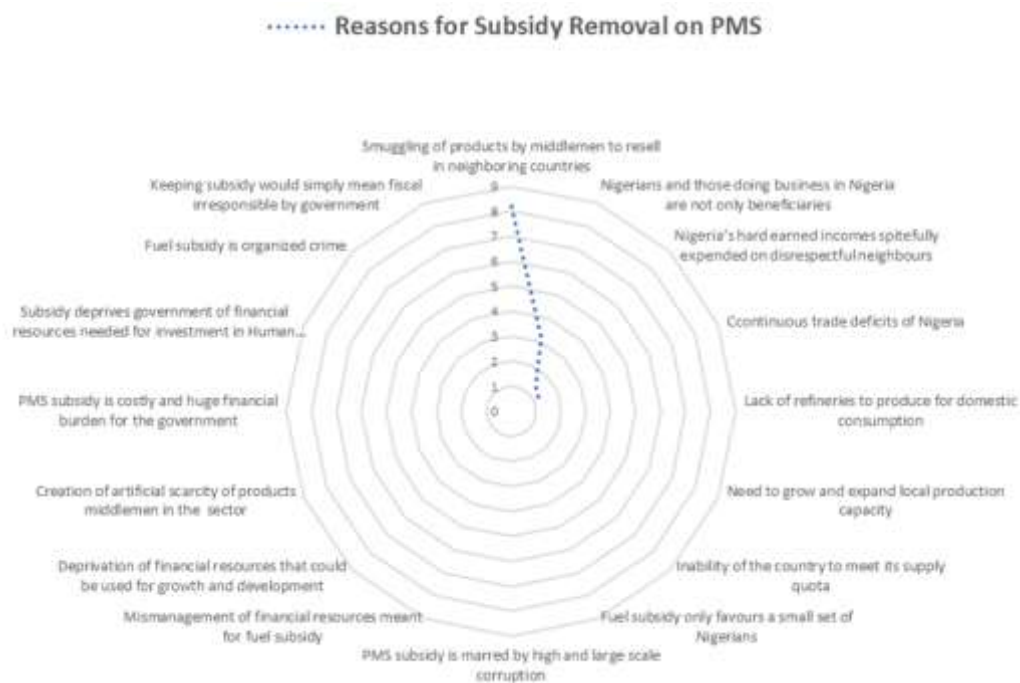 Reasons for Subsidy Removal on PMS
Smuggling of products by middlemen to resell
in neighboring countries
Nigerians and those doing business in Nigeria
are not only beneficiaries
Nigeria's hard earned incomes spitefully
expended on disrespectful neighbours
Ccontinuous trade deficits of Nigeria
Lack of refineries to produce for domestic
consumption
Need to grow and expand local production
capacity
Inability of the country to meet its supply
quota
Fuel subsidy only favours a small set of
Nigerians
PMS subsidy is marred by high and large scale
corruption
Mismanagement of financial resources meant
for fuel subsidy
Deprivation of financial resources that could
be used for growth and development
Creation of artificial scarcity of products
middlemen in the sector
PMS subsidy is costly and huge financial
burden for the government
Subsidy deprives government of financial
resources needed for investment in Human...
Fuel subsidy is organized crime
Keeping subsidy would simply mean fiscal
irresponsible by government
9
8
7
6
5
4
3
2
1
0